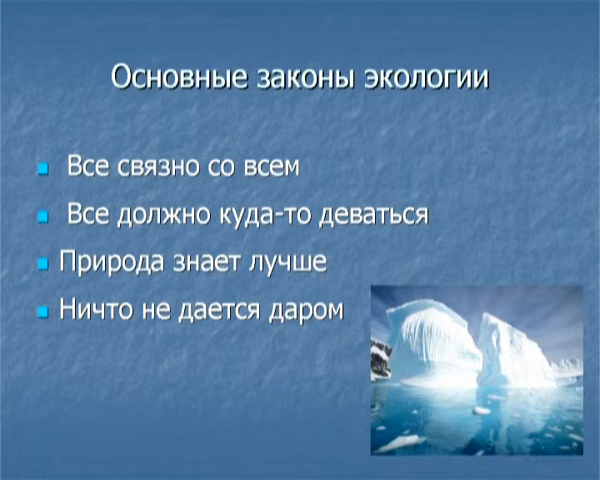 Основные законы экологии
Все связно со всем
Все должно куда-то деваться
Природа знает лучше
Ничто не дается даром